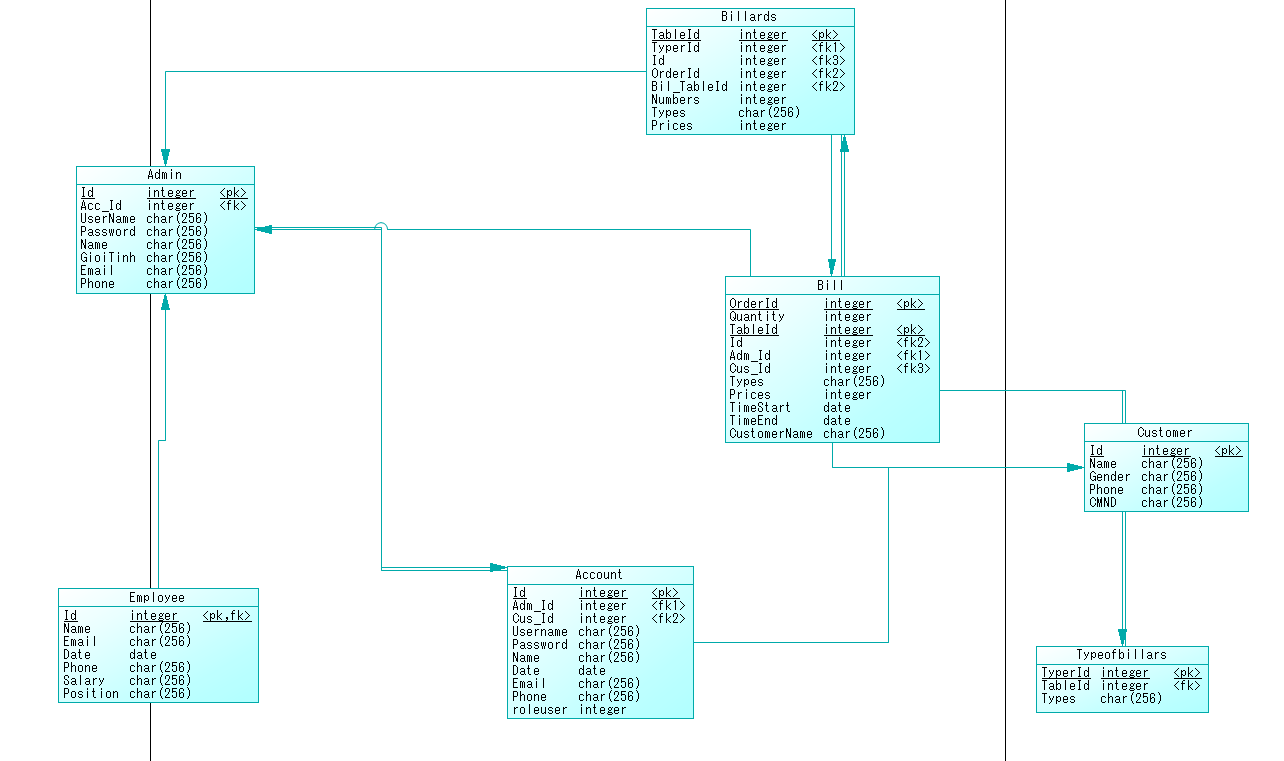 Billards
TableId integer <pk>
TyperId integer <fk1>
Id integer <fk3>
OrderId integer <fk2>
Bil_TableId integer <fk2>
Numbers integer
Types char(256)
Prices integer
Admin
Id integer <pk>
Acc_Id integer <fk>
UserName char(256)
Password char(256)
Name char(256)
GioiTinh char(256)
Email char(256)
Phone char(256)
Bill
OrderId integer <pk>
Quantity integer
TableId integer <pk>
Id integer <fk2>
Adm_Id integer <fk1>
Cus_Id integer <fk3>
Types char(256)
Prices integer
TimeStart date
TimeEnd date
CustomerName char(256)
Customer
Id integer <pk>
Name char(256)
Gender char(256)
Phone char(256)
CMND char(256)
Employee
Id integer <pk,fk>
Name char(256)
Email char(256)
Date date
Phone char(256)
Salary char(256)
Position char(256)
Account
Id integer <pk>
Adm_Id integer <fk1>
Cus_Id integer <fk2>
Username char(256)
Password char(256)
Name char(256)
Date date
Email char(256)
Phone char(256)
roleuser integer
Typeofbillars
TyperId integer <pk>
TableId integer <fk>
Types char(256)